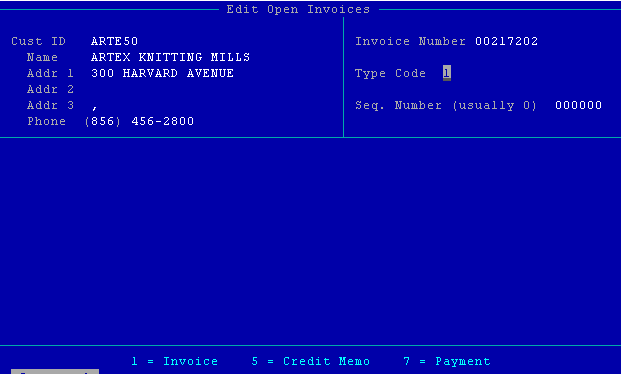 Edit Open Invoices
Cust ID ARTE50
Name ARTEX KNITTING MILLS
Addr 1 300 HARVARD AVENUE
Addr 2
Addr 3 ,
Phone (856) 456-2800
Invoice Number 00217202
Type Code 1
Seq. Number (usually 0) 000000
1 = Invoice 5 = Credit Memo 7 = Payment